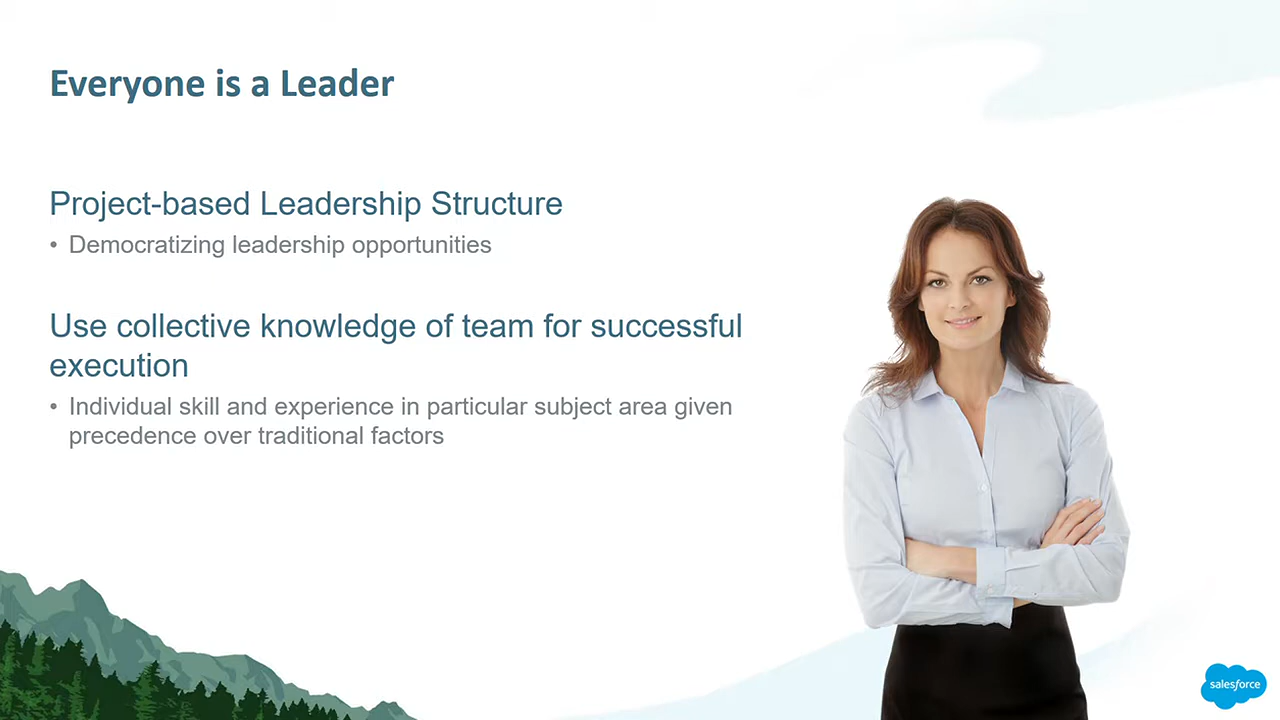 Everyone is a Leader
Project-based Leadership Structure
• Democratizing leadership opportunities
Use collective knowledge of team for successful
execution
• Individual skill and experience in particular subject area given
precedence over traditional factors
salesforce